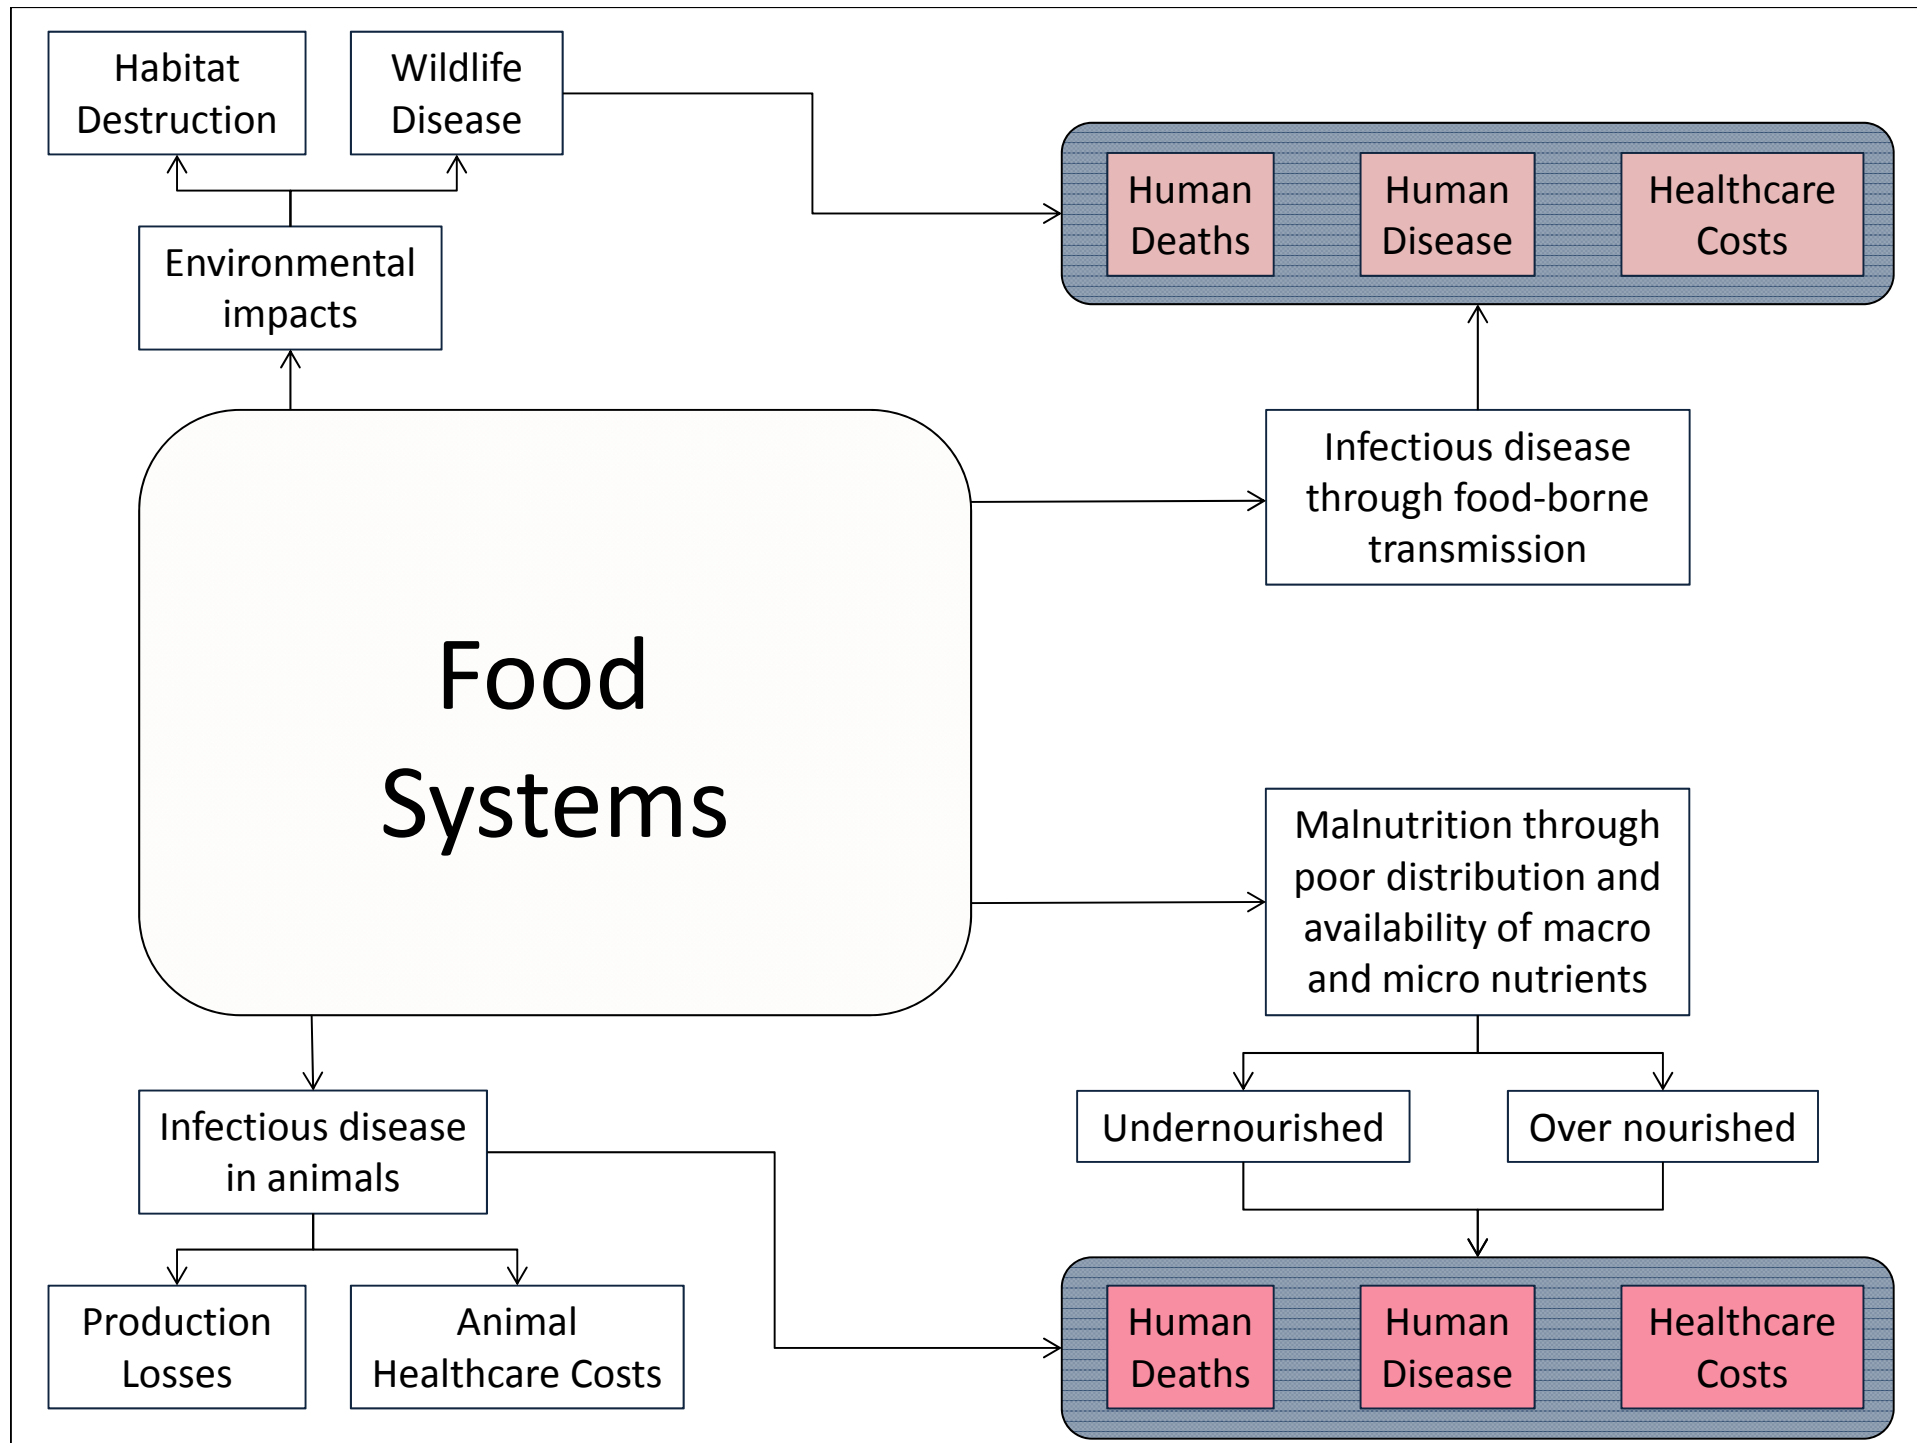 Habitat
Destruction
Wildlife
Disease
Human
Deaths
Human
Disease
Healthcare
Costs
Environmental
impacts
Infectious disease
through food-borne
transmission
Food
Systems
Malnutrition through
poor distribution and
availability of macro
and micro nutrients
Infectious disease
in animals
Undernourished
Over nourished
Production
Losses
Animal
Healthcare Costs
Human
Deaths
Human
Disease
Healthcare
Costs